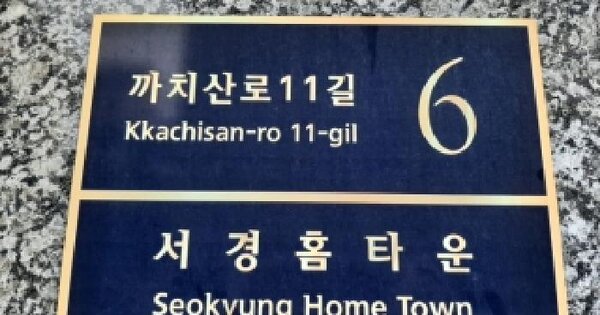 까치산로11길 6
Kkachisan-ro 11-gil
서경홈타운
Seokyung Home Town